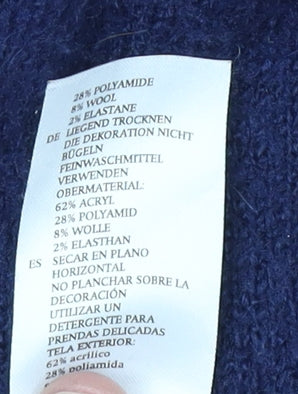 28% POLYAMIDE
8% WOOL
2% ELASTANE
DE LIEGEND TROCKNEN
DIE DEKORATION NICHT
BÜGELN
FEINWASCHMITTEL
VERWENDEN
OBERMATERIAL:
62% ACRYL
28% POLYAMID
8% WOLLE
2% ELASTHAN
ES SECAR EN PLANO
HORIZONTAL
NO PLANCHAR SOBRE LA
DECORACIÓN
UTILIZAR UN
DETERGENTE PARA
PRENDAS DELICADAS
TELA EXTERIOR:
62% acrílico
28% poliamida